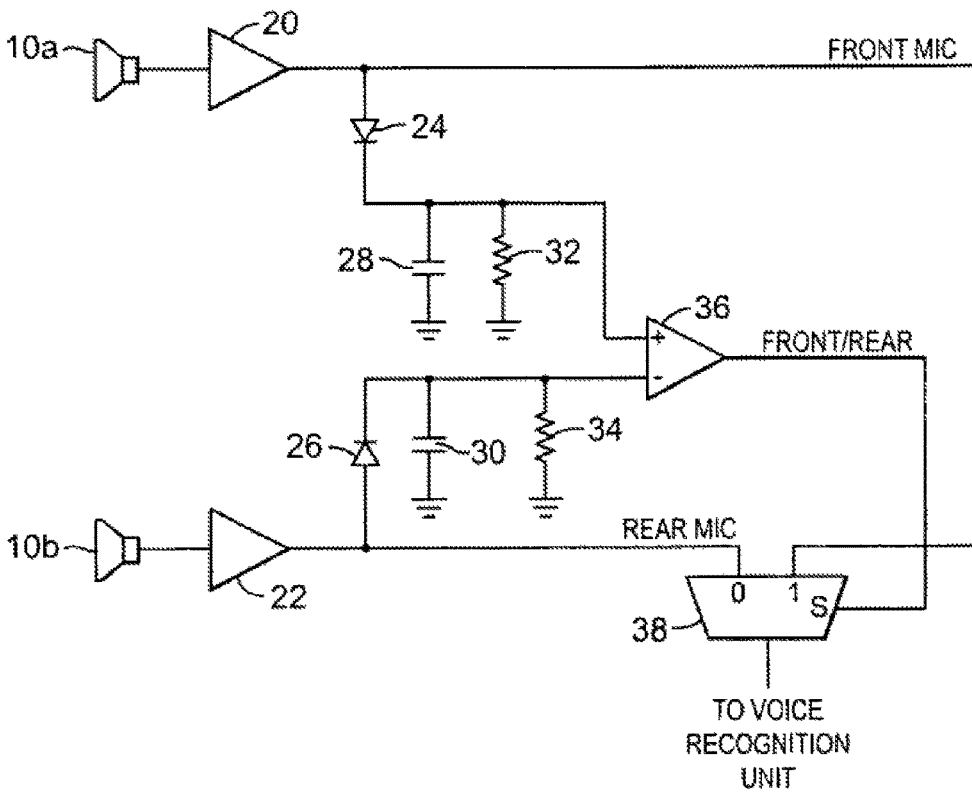 20
10a
FRONT MIC
24
28
32
36
FRONT/REAR
+
-
26
30
34
REAR MIC
10b
22
0 1 S
38
TO VOICE
RECOGNITION
UNIT